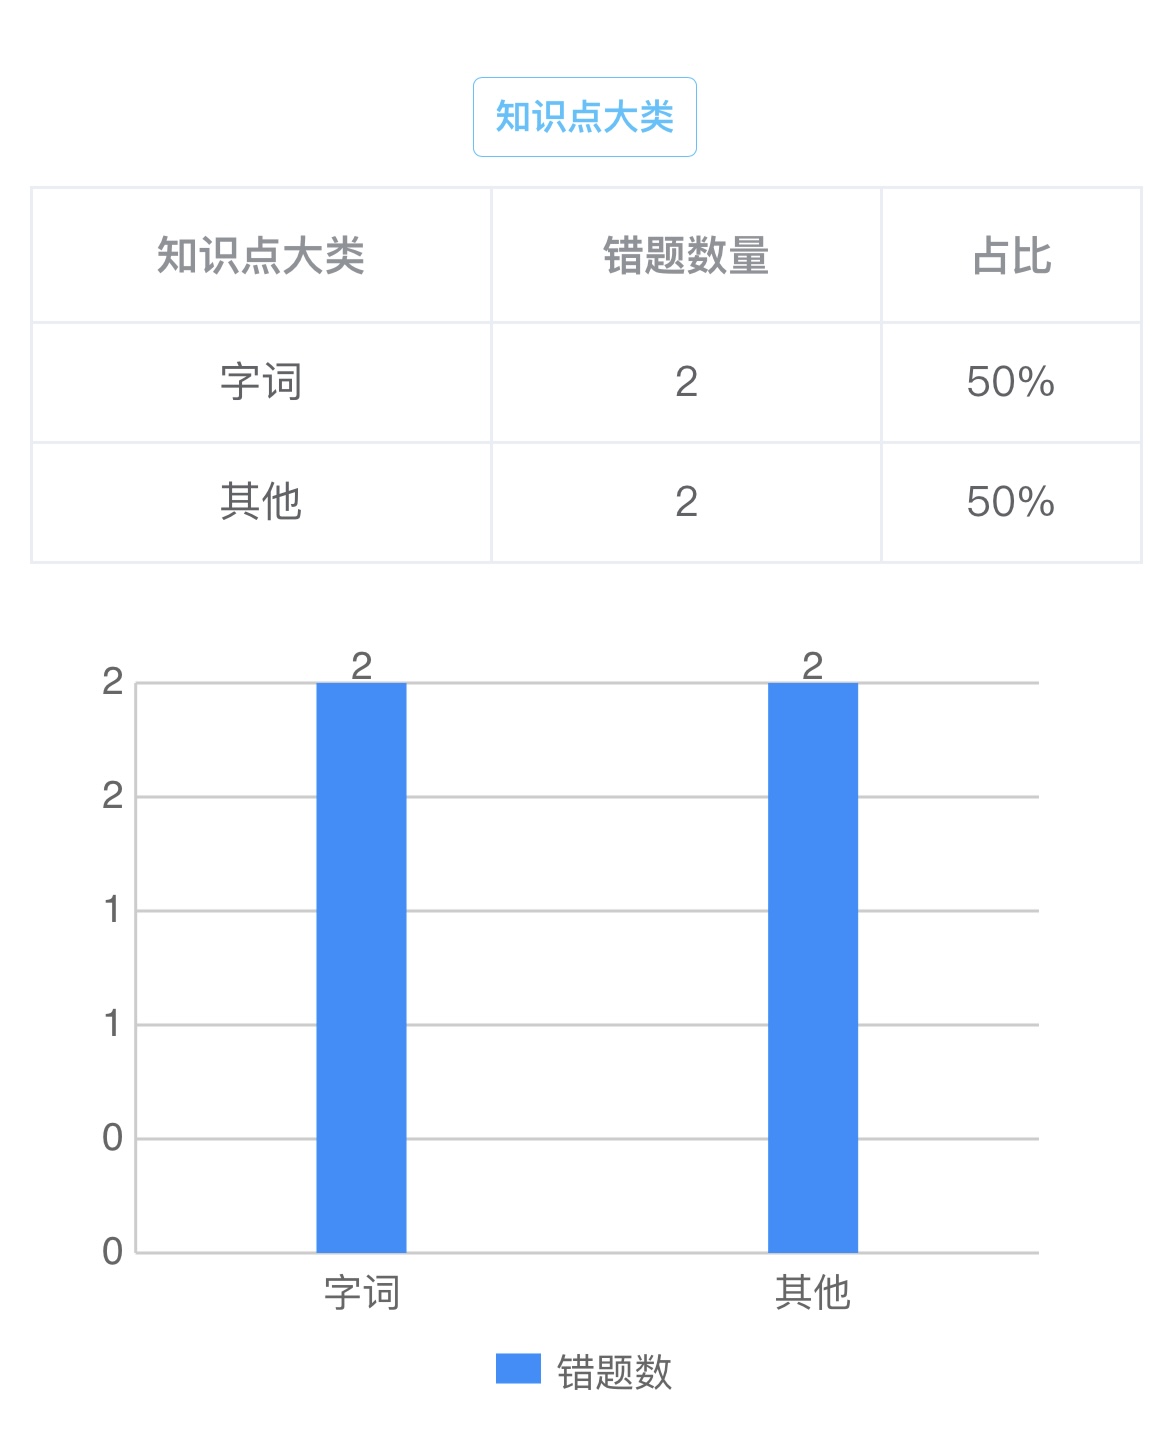 知识点大类
知识点大类 错题数量 占比
字词 2 50%
其他 2 50%
2 2
2
2
1
1
0
0
字词 其他
错题数